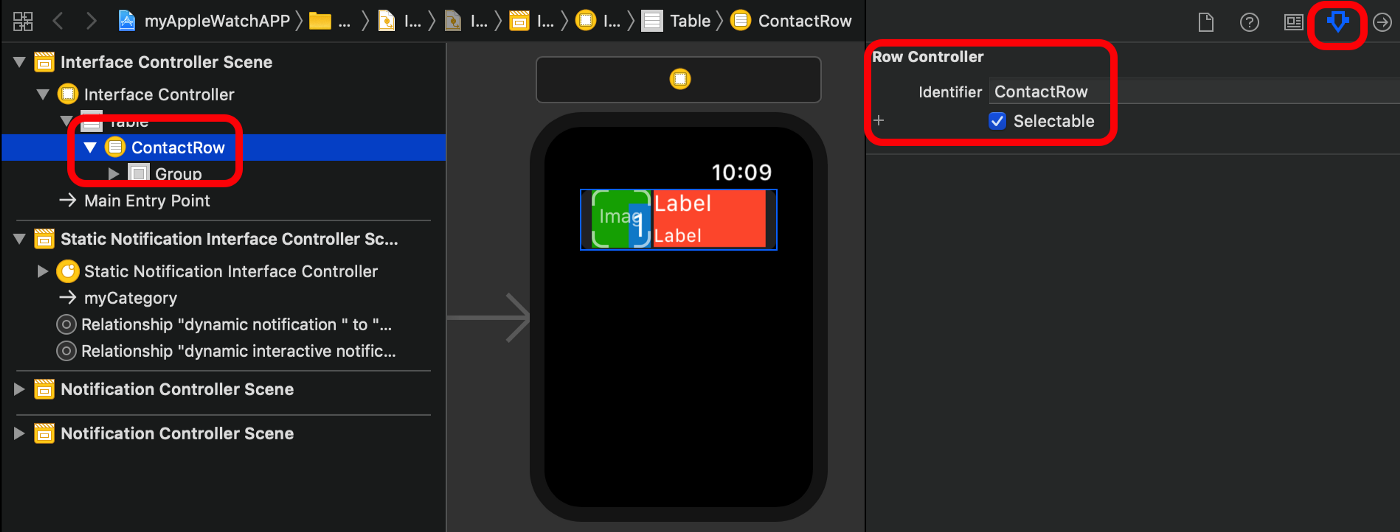 myAppleWatchAPP
...
I...
I...
I...
I...
Table
ContactRow
Interface Controller Scene
Interface Controller
Table
ContactRow
Group
Main Entry Point
Static Notification Interface Controller Sc...
Static Notification Interface Controller
myCategory
Relationship "dynamic notification " to "...
Relationship "dynamic interactive notific...
Notification Controller Scene
Notification Controller Scene
10:09
Imag
1
Label
Label
Row Controller
Identifier ContactRow
+ Selectable